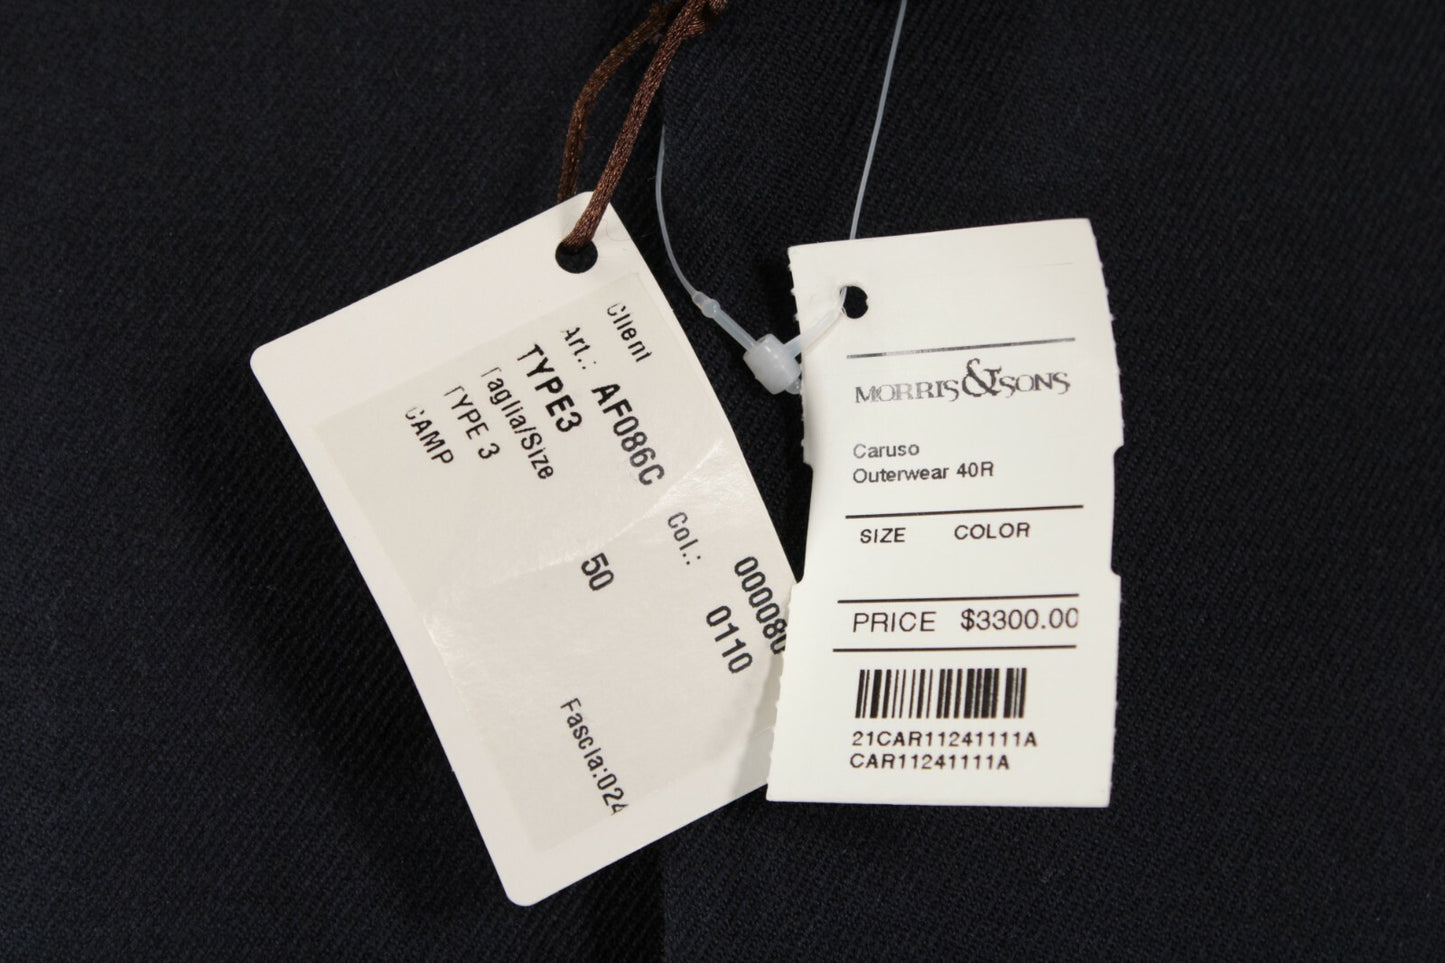 Client
Art.: AF086C Col.: 000080
TYPE3 0110
Taglia/Size 50
TYPE 3
CAMP Fascia:024
MORRIS&SONS
Caruso
Outerwear 40R
SIZE COLOR
PRICE $3300.00
21CAR11241111A
CAR11241111A